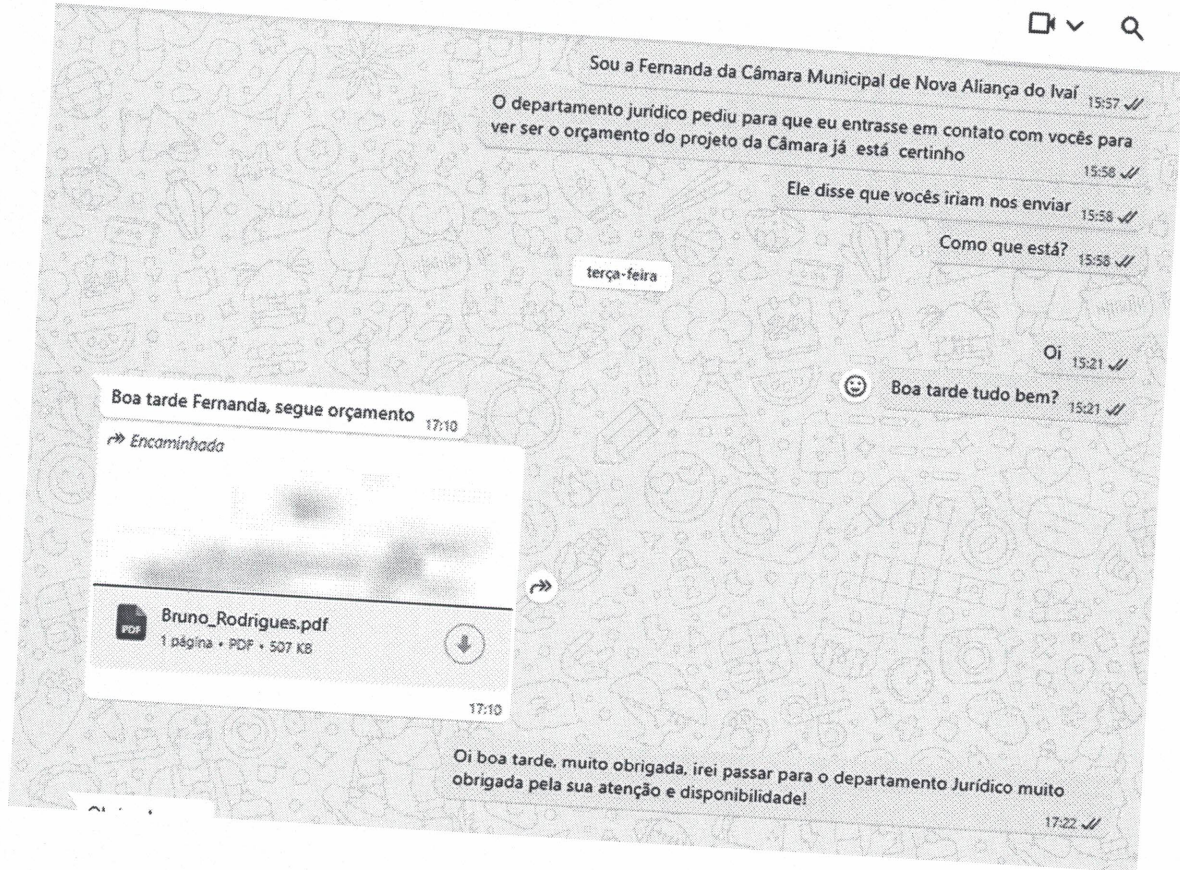 Sou a Fernanda da Câmara Municipal de Nova Aliança do Ivaí 15:57
O departamento jurídico pediu para que eu entrasse em contato com vocês para
ver ser o orçamento do projeto da Câmara já está certinho
15:58
Ele disse que vocês iriam nos enviar 15:58
Como que está? 15:58
terça-feira
Oi 15:21
Boa tarde tudo bem? 15:21
Boa tarde Fernanda, segue orçamento 17:10
Encaminhada
PDF
Bruno_Rodrigues.pdf
1 página • PDF • 507 KB
17:10
Oi boa tarde, muito obrigada, irei passar para o departamento Jurídico muito
obrigada pela sua atenção e disponibilidade!
17:22